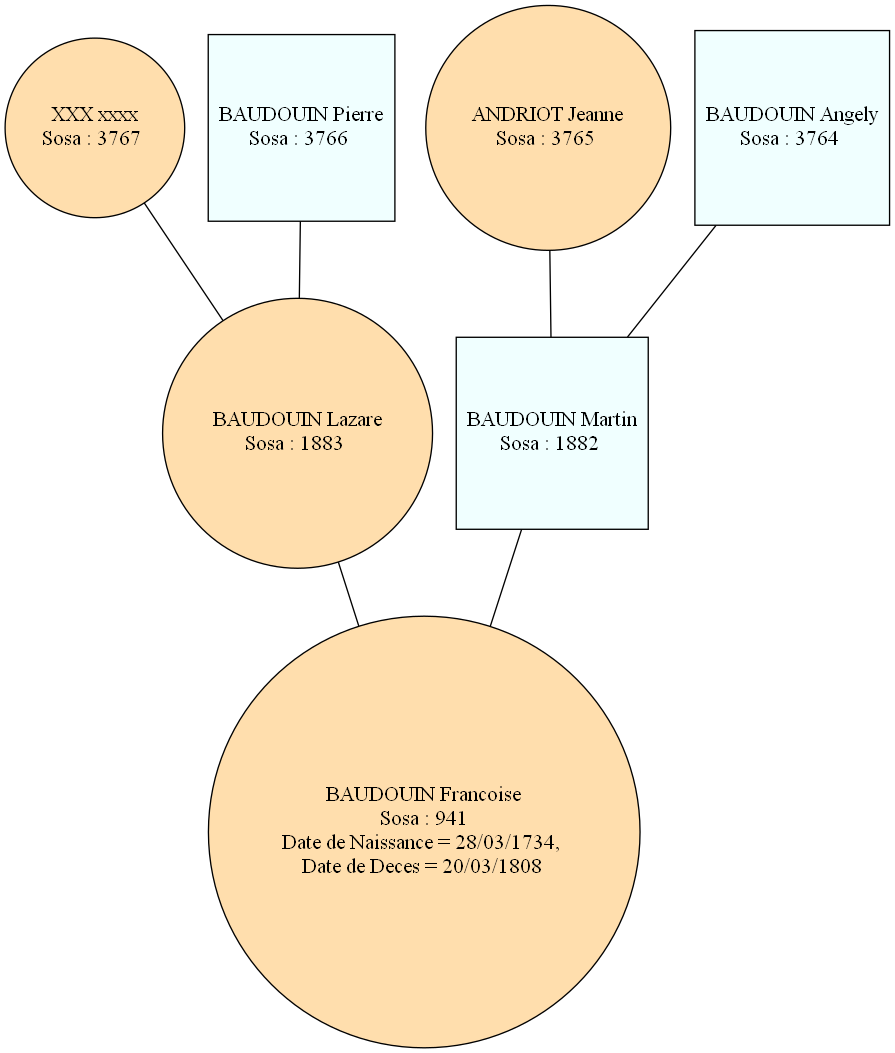 XXX xxxx
Sosa : 3767
BAUDOUIN Pierre
Sosa : 3766
ANDRIOT Jeanne
Sosa : 3765
BAUDOUIN Angely
Sosa : 3764
BAUDOUIN Lazare
Sosa : 1883
BAUDOUIN Martin
Sosa : 1882
BAUDOUIN Francoise
Sosa : 941
Date de Naissance = 28/03/1734,
Date de Deces = 20/03/1808